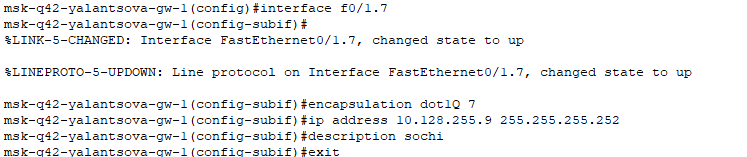 msk-q42-yalantsova-gw-1(config)#interface f0/1.7
msk-q42-yalantsova-gw-1(config-subif)#
%LINK-5-CHANGED: Interface FastEthernet0/1.7, changed state to up
%LINEPROTO-5-UPDOWN: Line protocol on Interface FastEthernet0/1.7, changed state to up
msk-q42-yalantsova-gw-1(config-subif)#encapsulation dot1Q 7
msk-q42-yalantsova-gw-1(config-subif)#ip address 10.128.255.9 255.255.255.252
msk-q42-yalantsova-gw-1(config-subif)#description sochi
msk-q42-yalantsova-gw-1(config-subif)#exit